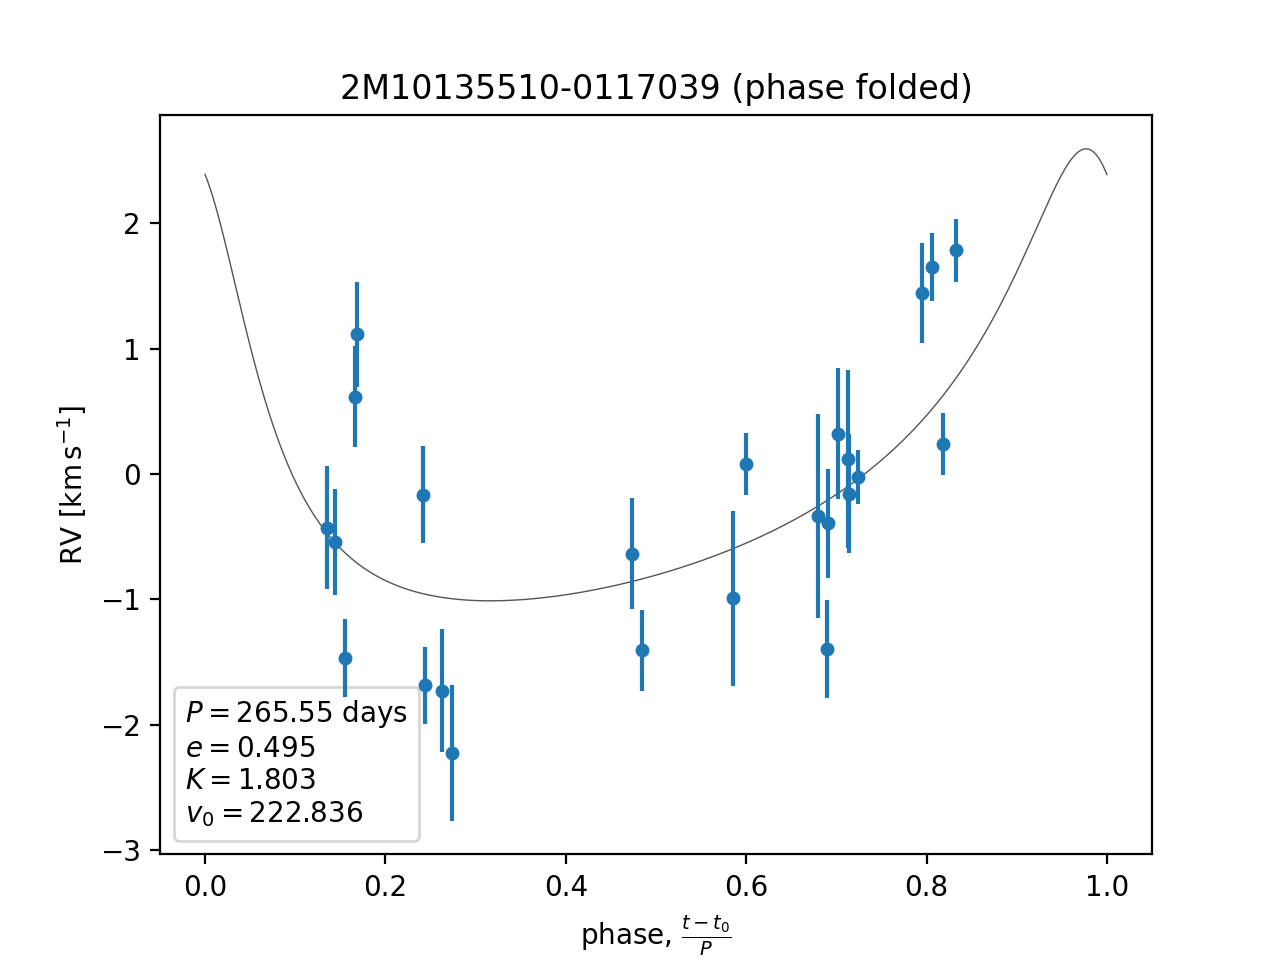 2M10135510-0117039 (phase folded)
RV [km s⁻¹]
2
1
0
−1
−2
−3
P = 265.55 days
e = 0.495
K = 1.803
v₀ = 222.836
0.0 0.2 0.4 0.6 0.8 1.0
phase, (t − t₀)/P